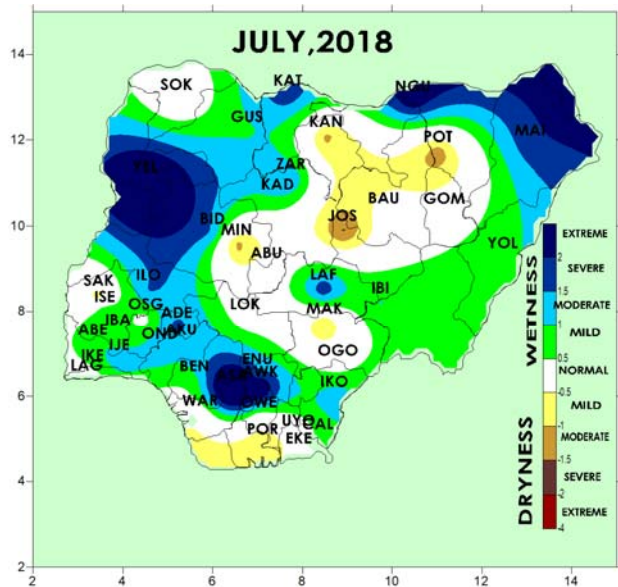 JULY,2018
14
12
10
8
6
4
2
2 4 6 8 10 12 14
SOK
KAT
NGU
GUS
KAN
MAI
POT
YEL
ZAR
KAD
BAU
GOM
BID
JOS
MIN
YOL
ABU
SAK
ILO
LAF
IBI
ISE
OSG
LOK
MAK
IBA
ADE
ABE
AKU
OND
IJE
OGO
IKE
ENU
LAG
BEN
AWK
IKO
WAR
OWE
UYO
CAL
POR
EKE
WETNESS
DRYNESS
EXTREME
2
SEVERE
MODERATE
1
MILD
0.5
NORMAL
-0.5
MILD
-1
MODERATE
-1.5
SEVERE
-2
EXTREME
-4